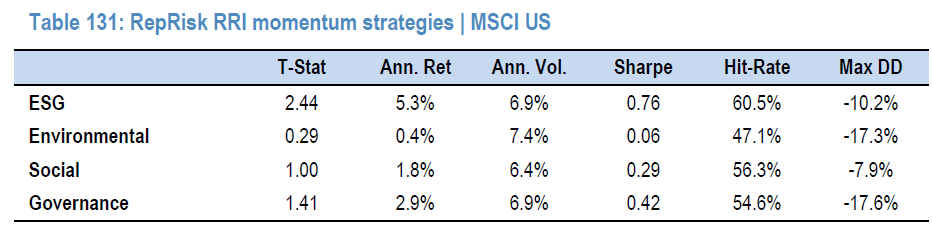 Table 131: RepRisk RRI momentum strategies | MSCI US
T-Stat Ann. Ret Ann. Vol. Sharpe Hit-Rate Max DD
ESG 2.44 5.3% 6.9% 0.76 60.5% -10.2%
Environmental 0.29 0.4% 7.4% 0.06 47.1% -17.3%
Social 1.00 1.8% 6.4% 0.29 56.3% -7.9%
Governance 1.41 2.9% 6.9% 0.42 54.6% -17.6%